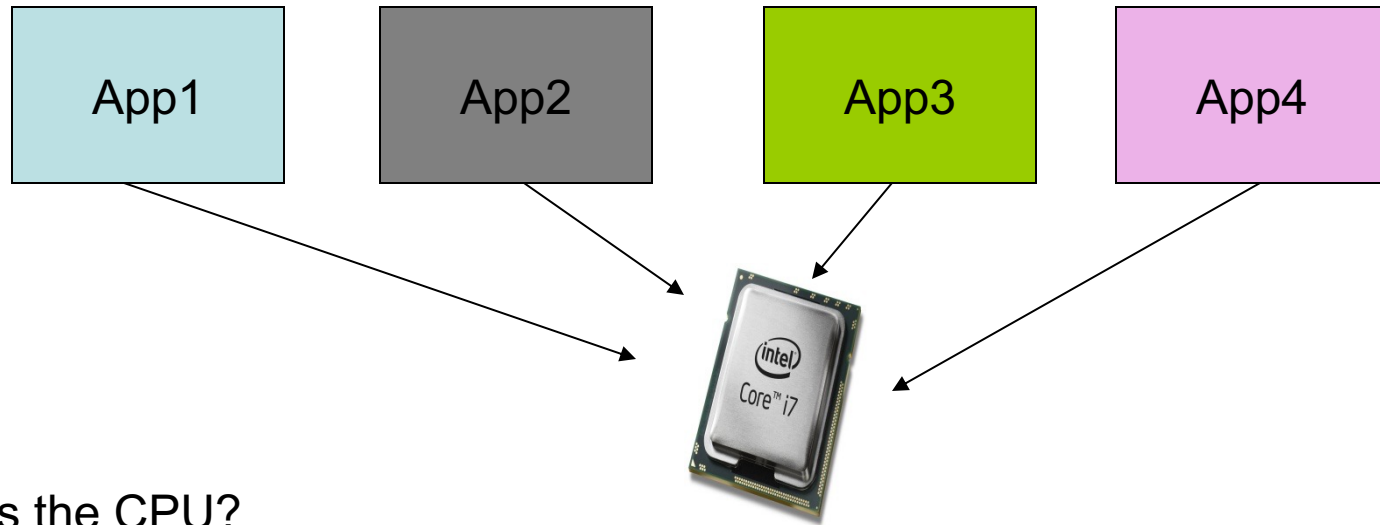 App1
App2
App3
App4
intel
Core™ i7
s the CPU?